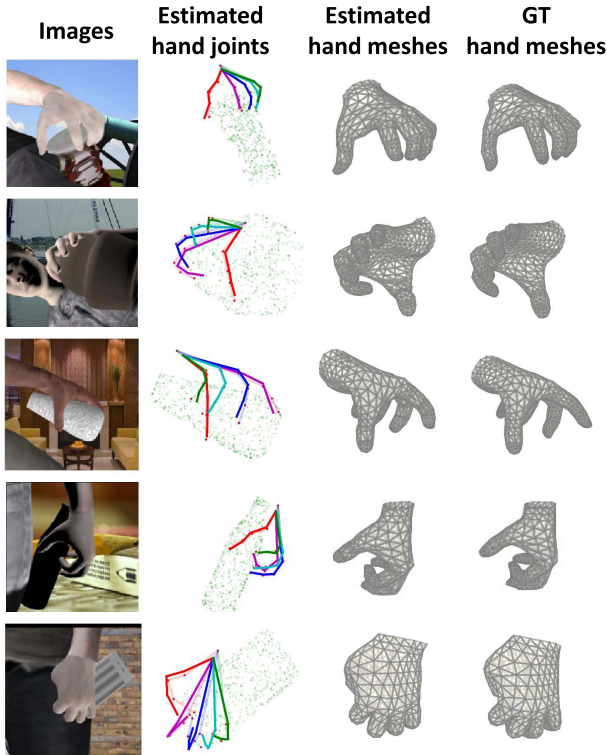 Images
Estimated
hand joints
Estimated
hand meshes
GT
hand meshes